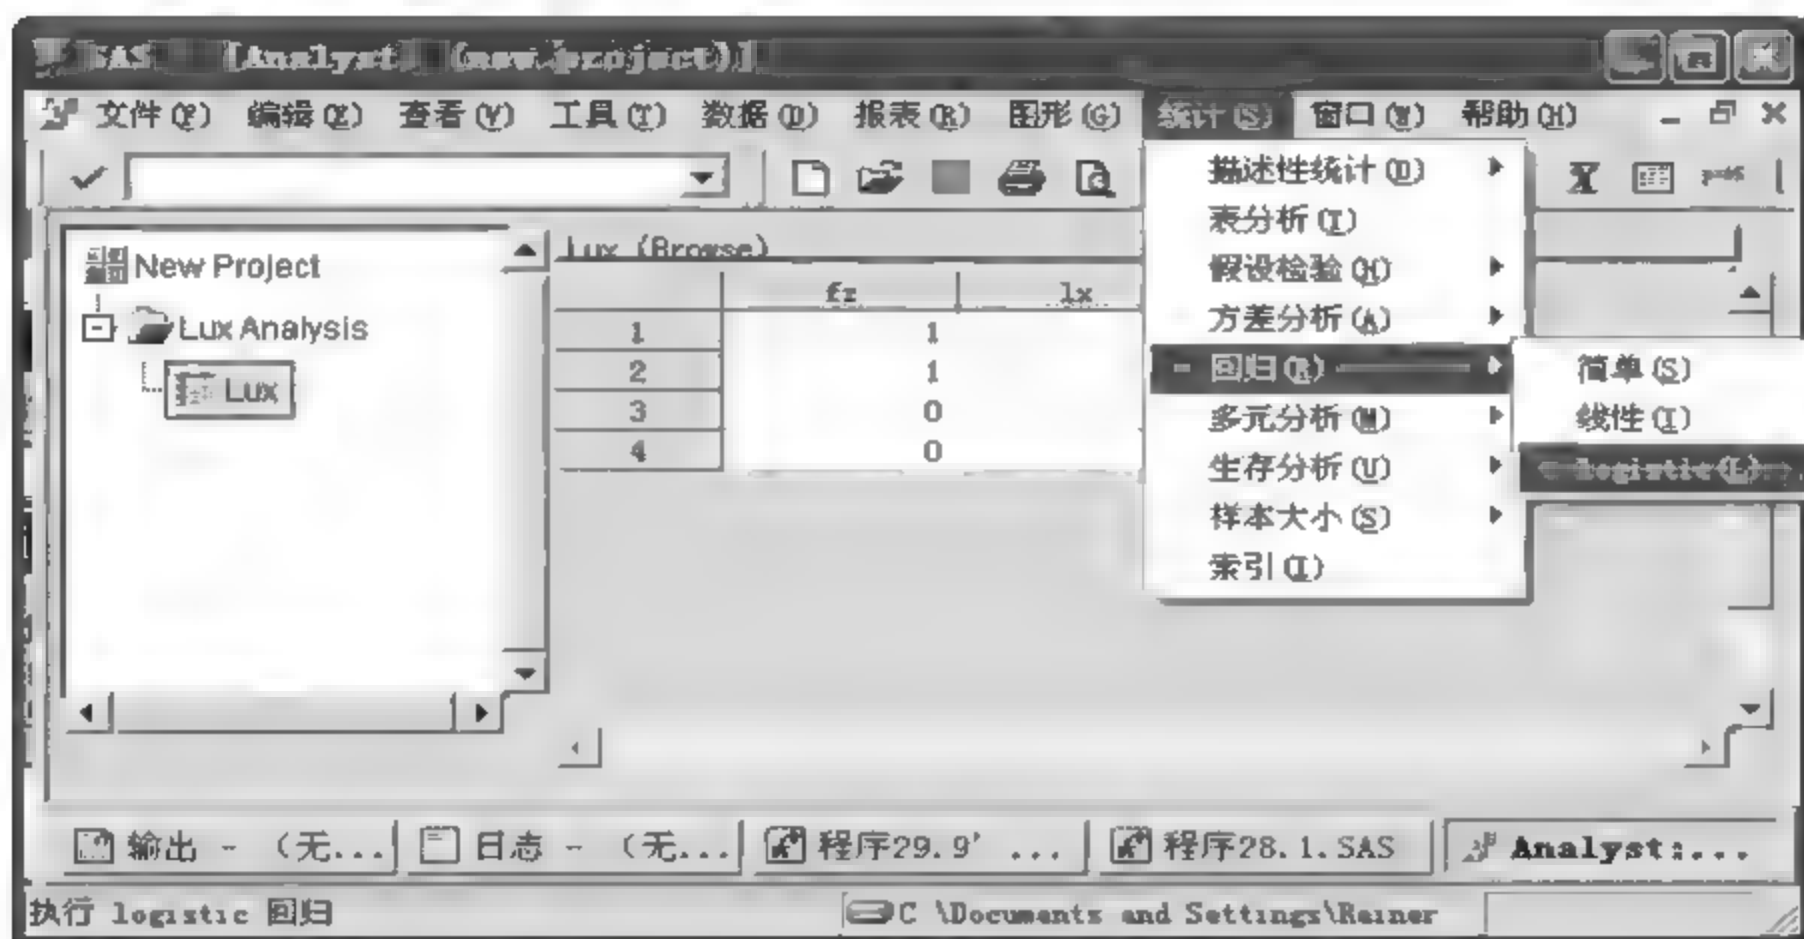 SAS [Analyst (new project)]
文件(F) 编辑(E) 查看(V) 工具(T) 数据(D) 报表(R) 图形(G) 统计(S) 窗口(W) 帮助(H)
描述性统计(D)
表分析(T)
假设检验(H)
方差分析(A)
回归(R)
多元分析(M)
生存分析(U)
样本大小(S)
索引(I)
简单(S)
线性(I)
Logistic(L)...
New Project
Lux Analysis
Lux
Lux (Browse)
fz lx
1 1
2 1
3 0
4 0
输出 - (无...
日志 - (无...
程序29.9' ...
程序28.1.SAS
Analyst:...
执行 logistic 回归
C \Documents and Settings\Rainer